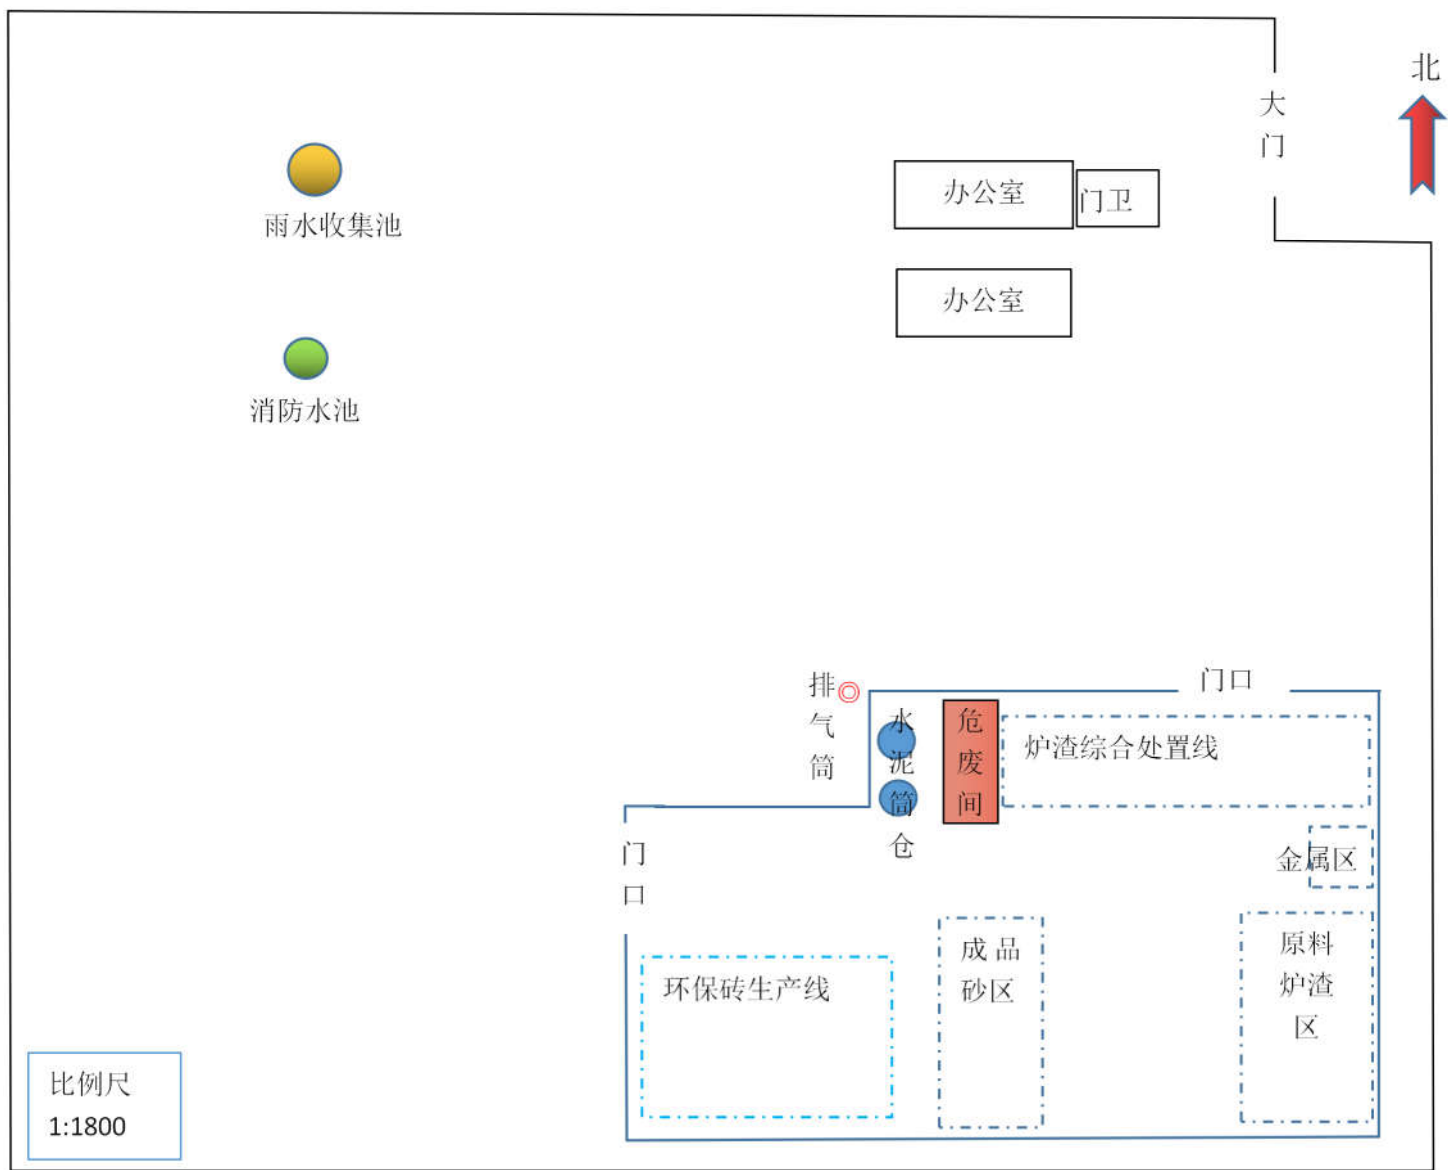 北
大
门
办公室
门卫
雨水收集池
办公室
消防水池
门口
排
气
筒
水
泥
筒
仓
危
废
间
炉渣综合处置线
门
口
金属区
成品
砂区
原料
炉渣
区
环保砖生产线
比例尺
1:1800